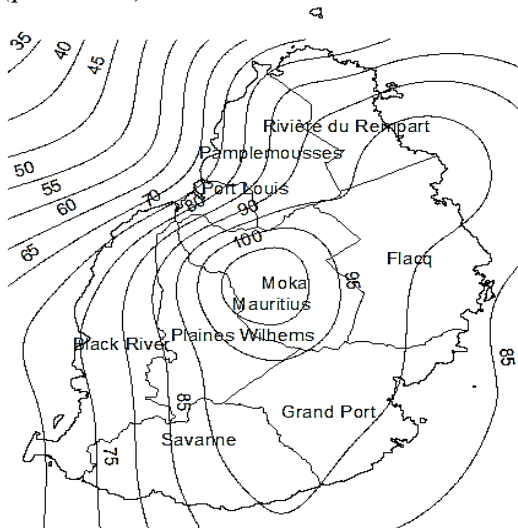 35
40
45
50
55
60
65
70
80
90
100
95
85
85
75
Rivière du Rempart
Pamplemousses
Port Louis
Flacq
Moka
Mauritius
Plaines Wilhems
Black River
Grand Port
Savanne